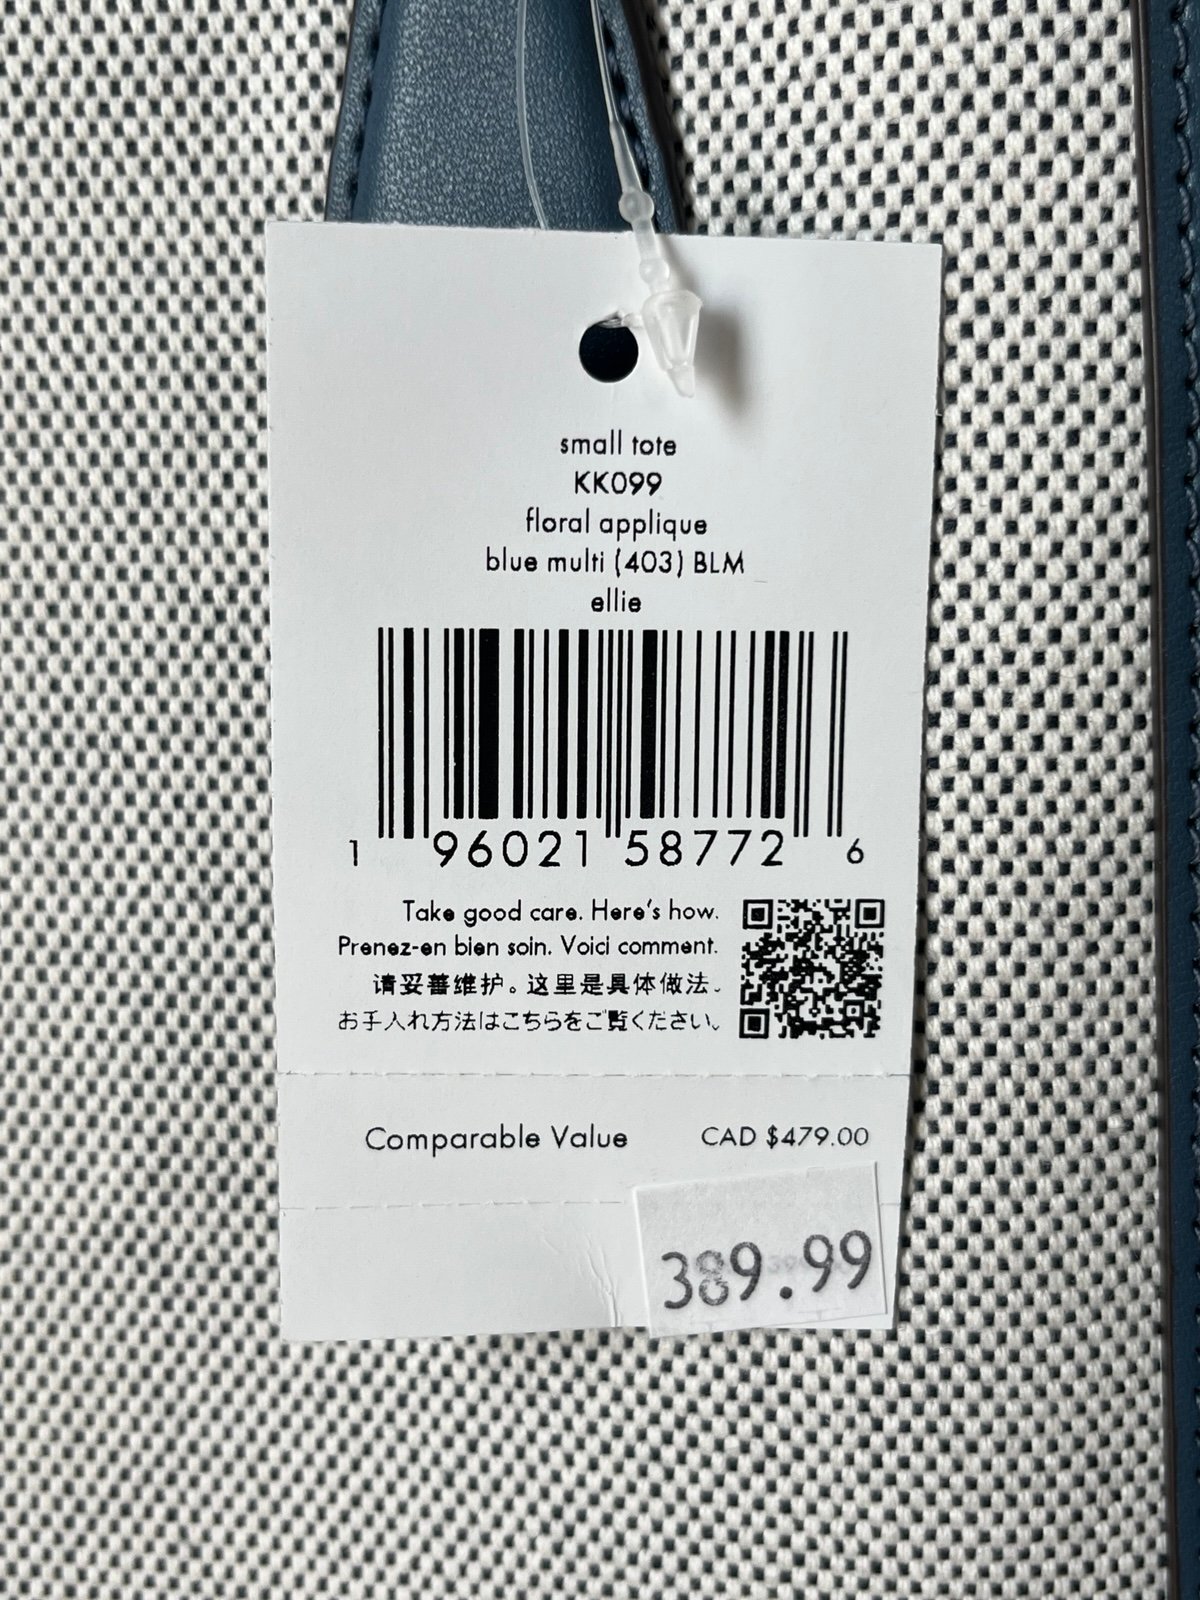 small tote
KK099
floral applique
blue multi (403) BLM
ellie
1 96021 58772 6
Take good care. Here's how.
Prenez-en bien soin. Voici comment.
请妥善维护。这里是具体做法。
お手入れ方法はこちらをご覧ください。
Comparable Value CAD $479.00
389.99